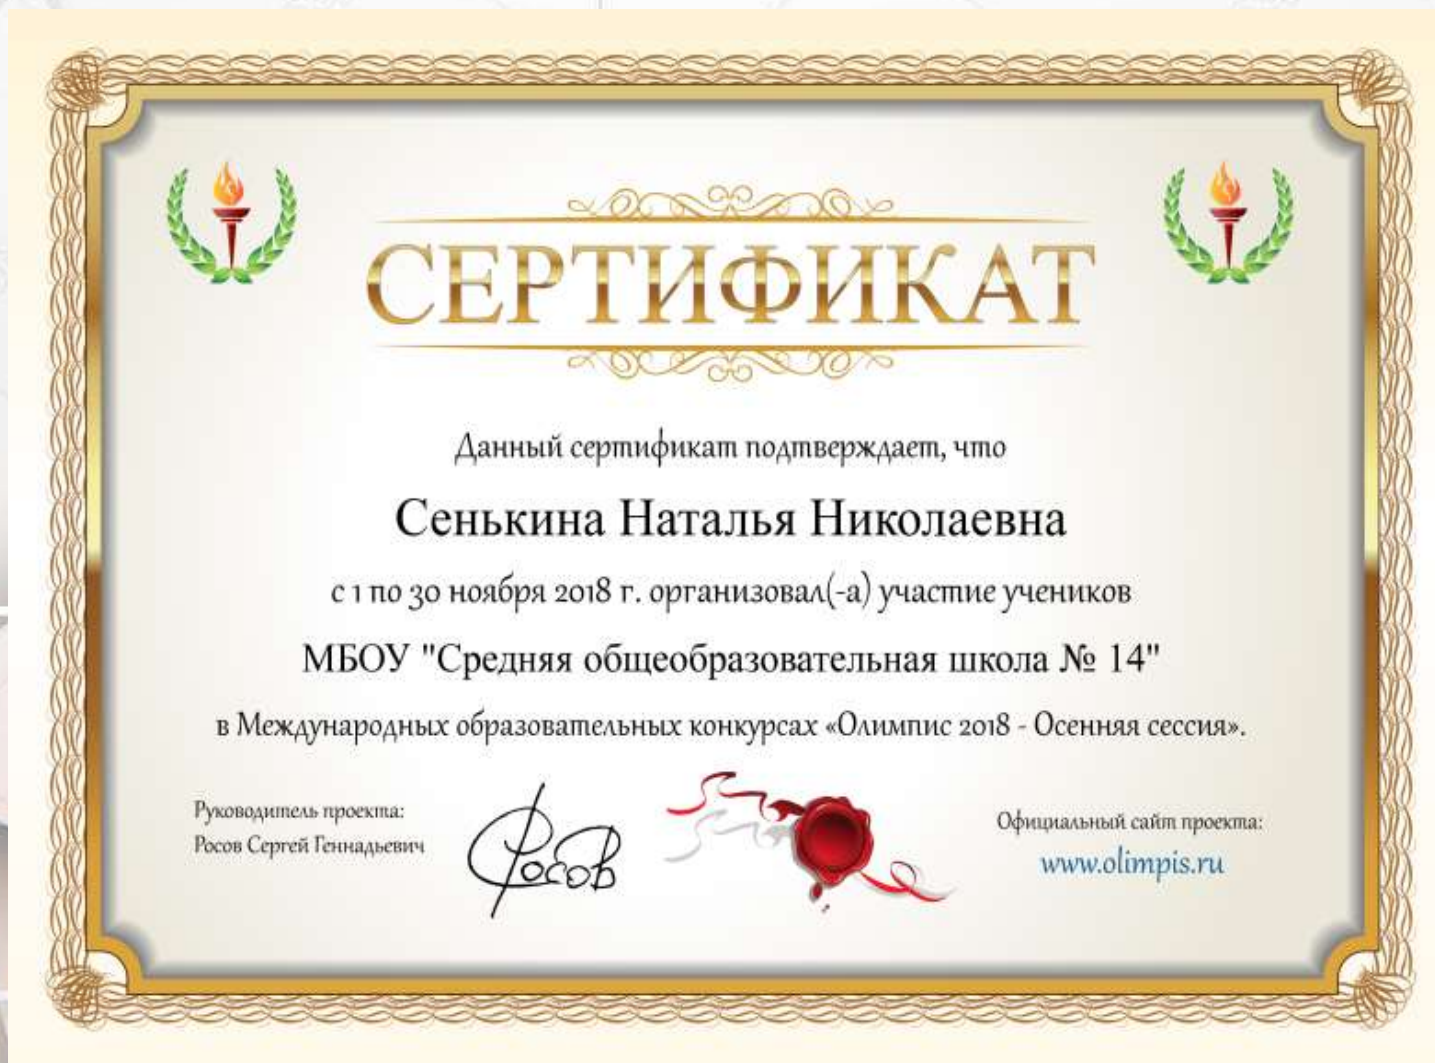 СЕРТИФИКАТ
Данный сертификат подтверждает, что
Сенькина Наталья Николаевна
с 1 по 30 ноября 2018 г. организовал(-а) участие учеников
МБОУ "Средняя общеобразовательная школа № 14"
в Международных образовательных конкурсах «Олимпис 2018 - Осенняя сессия».
Руководитель проекта:
Росов Сергей Геннадьевич
Росов
Официальный сайт проекта:
www.olimpis.ru